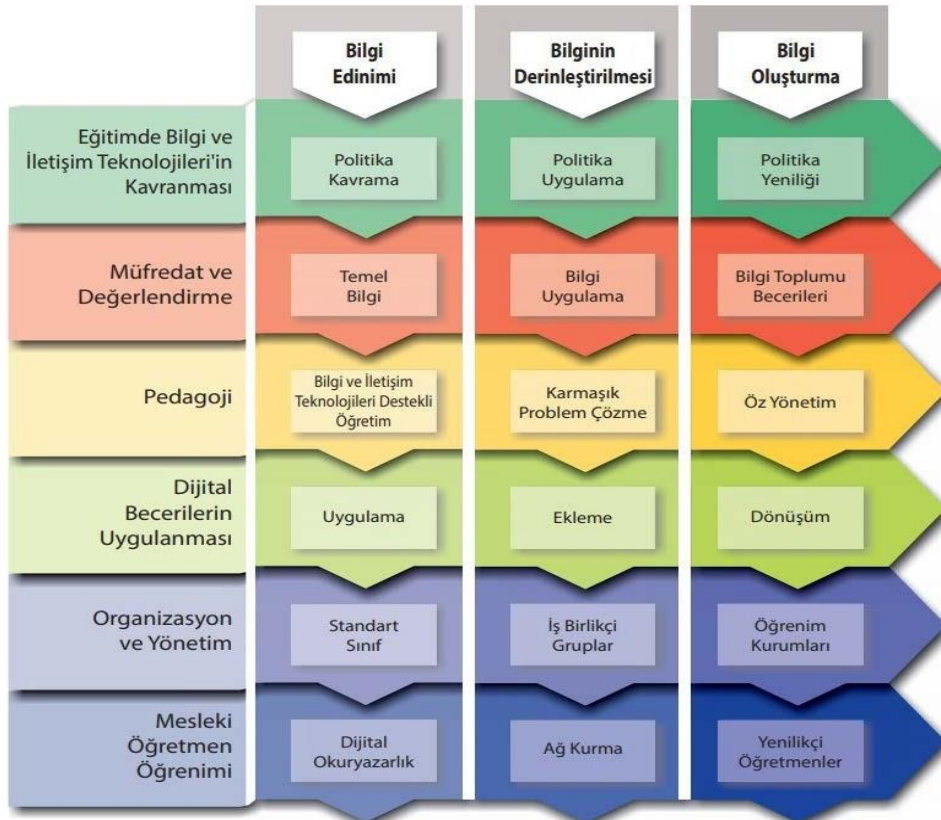 Bilgi
Edinimi
Bilginin
Derinleştirilmesi
Bilgi
Oluşturma
Eğitimde Bilgi ve
İletişim Teknolojileri'in
Kavranması
Politika
Kavrama
Politika
Uygulama
Politika
Yeniliği
Müfredat ve
Değerlendirme
Temel
Bilgi
Bilgi
Uygulama
Bilgi Toplumu
Becerileri
Pedagoji
Bilgi ve İletişim
Teknolojileri Destekli
Öğretim
Karmaşık
Problem Çözme
Öz Yönetim
Dijital
Becerilerin
Uygulanması
Uygulama
Ekleme
Dönüşüm
Organizasyon
ve Yönetim
Standart
Sınıf
İş Birlikçi
Gruplar
Öğrenim
Kurumları
Mesleki
Öğretmen
Öğrenimi
Dijital
Okuryazarlık
Ağ Kurma
Yenilikçi
Öğretmenler